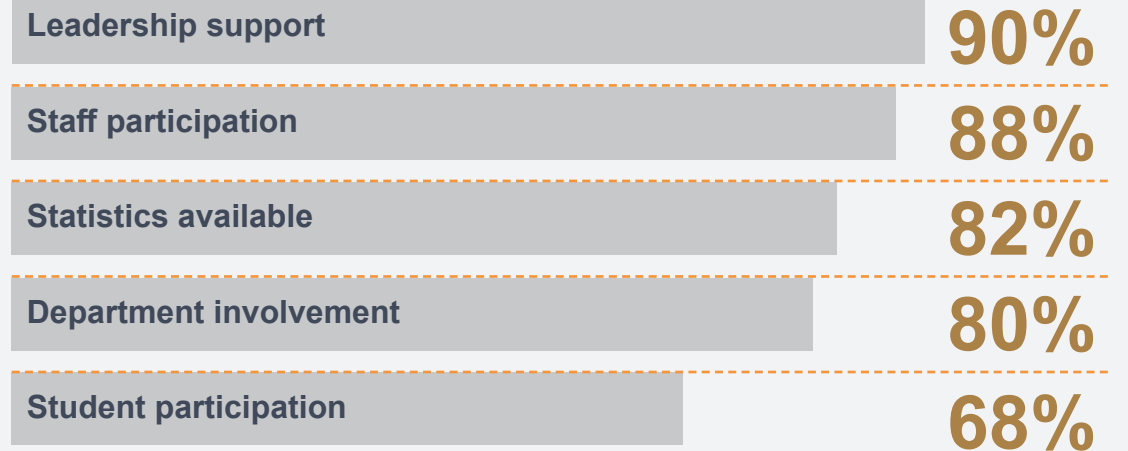 Leadership support 90%
Staff participation 88%
Statistics available 82%
Department involvement 80%
Student participation 68%